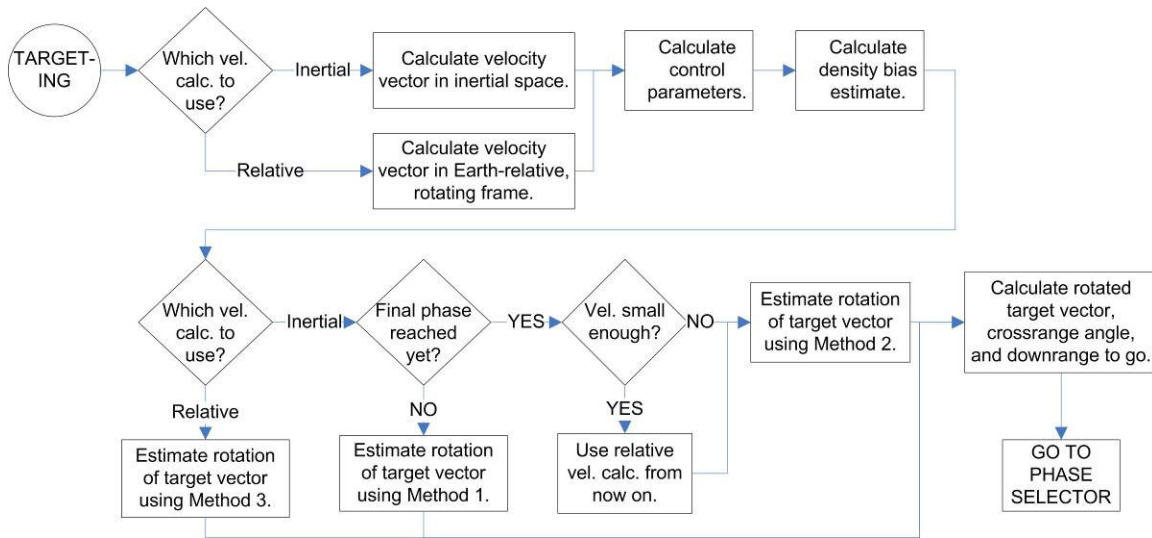 TARGET-
ING
Which vel.
calc. to
use?
Inertial
Calculate velocity
vector in inertial space.
Calculate
control
parameters.
Calculate
density bias
estimate.
Relative
Calculate velocity
vector in Earth-relative,
rotating frame.
Which vel.
calc. to
use?
Inertial
Final phase
reached
yet?
YES
Vel. small
enough?
NO
Estimate rotation
of target vector
using Method 2.
Calculate rotated
target vector,
crossrange angle,
and downrange to go.
Relative
NO
YES
Estimate rotation
of target vector
using Method 3.
Estimate rotation
of target vector
using Method 1.
Use relative
vel. calc. from
now on.
GO TO
PHASE
SELECTOR